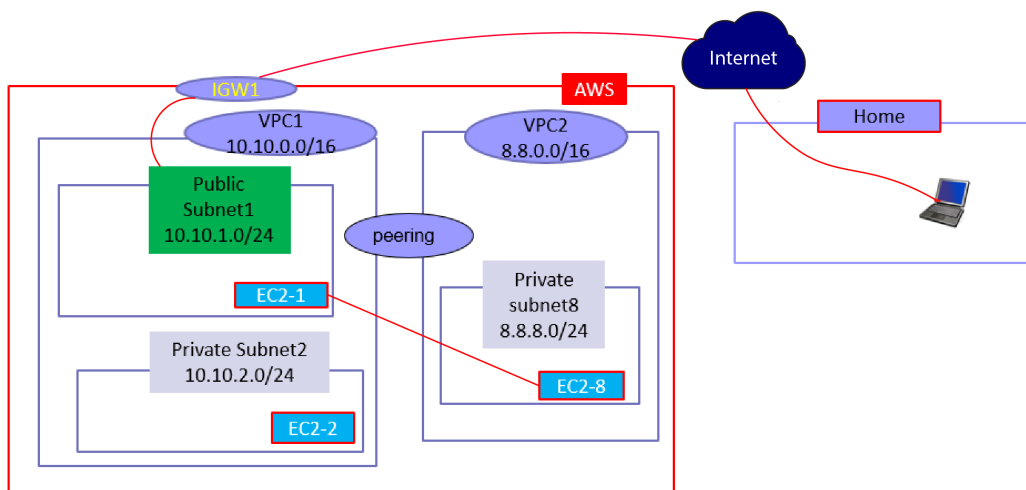 Internet
IGW1
AWS
Home
VPC1
10.10.0.0/16
VPC2
8.8.0.0/16
Public
Subnet1
10.10.1.0/24
peering
EC2-1
Private
subnet8
8.8.8.0/24
Private Subnet2
10.10.2.0/24
EC2-8
EC2-2